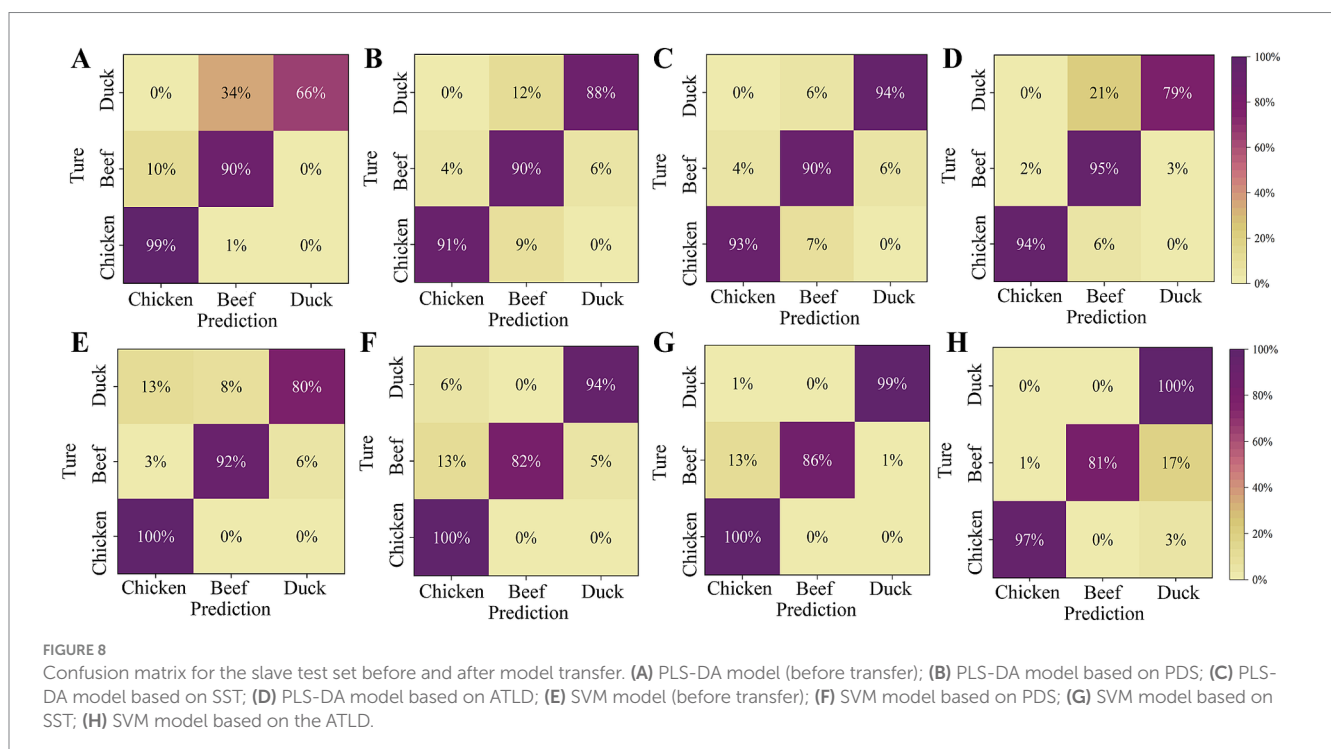 A
B
C
D
Duck
0%
34%
66%
Duck
0%
12%
88%
Duck
0%
6%
94%
Duck
0%
21%
79%
100%
80%
60%
40%
20%
0%
Ture
Beef
10%
90%
0%
Ture
Beef
4%
90%
6%
Ture
Beef
4%
90%
6%
Ture
Beef
2%
95%
3%
Chicken
99%
1%
0%
Chicken
91%
9%
0%
Chicken
93%
7%
0%
Chicken
94%
6%
0%
Chicken Beef Duck
Prediction
Chicken Beef Duck
Prediction
Chicken Beef Duck
Prediction
Chicken Beef Duck
Prediction
E
F
G
H
Duck
13%
8%
80%
Duck
6%
0%
94%
Duck
1%
0%
99%
Duck
0%
0%
100%
100%
80%
60%
40%
20%
0%
Ture
Beef
3%
92%
6%
Ture
Beef
13%
82%
5%
Ture
Beef
13%
86%
1%
Ture
Beef
1%
81%
17%
Chicken
100%
0%
0%
Chicken
100%
0%
0%
Chicken
100%
0%
0%
Chicken
97%
0%
3%
Chicken Beef Duck
Prediction
Chicken Beef Duck
Prediction
Chicken Beef Duck
Prediction
Chicken Beef Duck
Prediction
FIGURE 8
Confusion matrix for the slave test set before and after model transfer. (A) PLS-DA model (before transfer); (B) PLS-DA model based on PDS; (C) PLS-
DA model based on SST; (D) PLS-DA model based on ATLD; (E) SVM model (before transfer); (F) SVM model based on PDS; (G) SVM model based on
SST; (H) SVM model based on the ATLD.